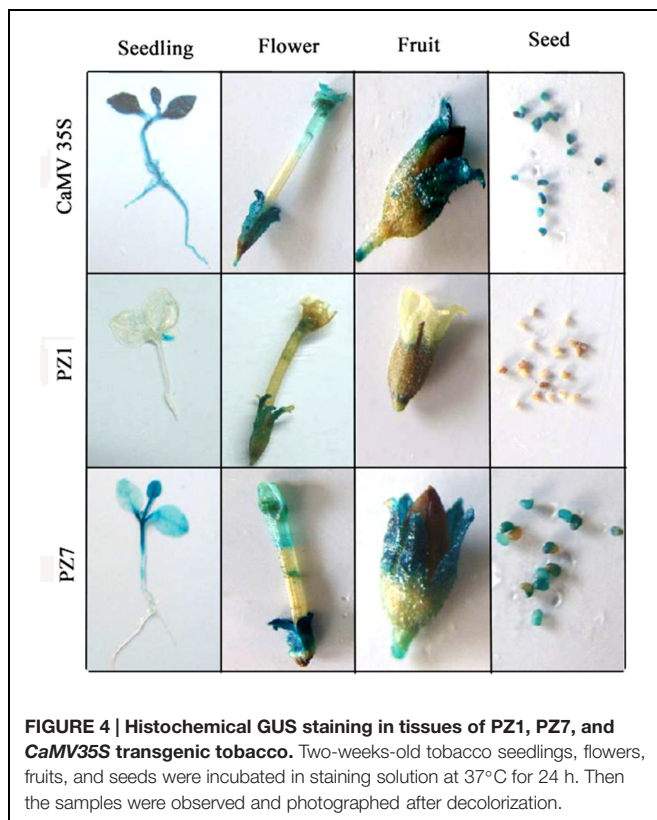 Seedling Flower Fruit Seed
CaMV 35S
PZ1
PZ7
FIGURE 4 | Histochemical GUS staining in tissues of PZ1, PZ7, and
CaMV35S transgenic tobacco. Two-weeks-old tobacco seedlings, flowers,
fruits, and seeds were incubated in staining solution at 37°C for 24 h. Then
the samples were observed and photographed after decolorization.